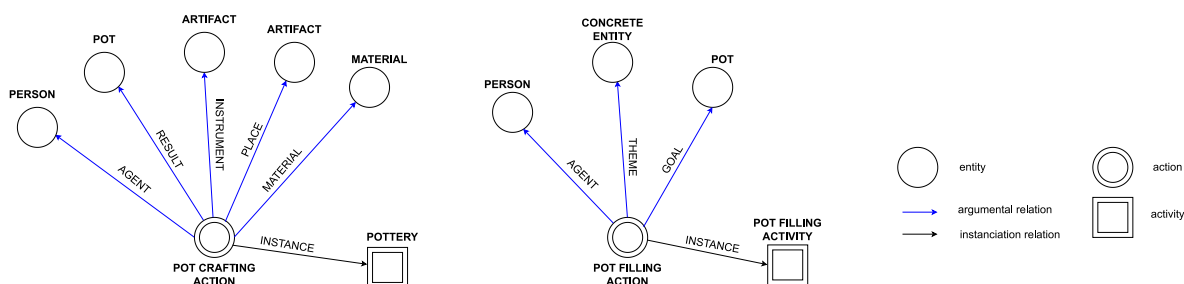 ARTIFACT
POT
ARTIFACT
MATERIAL
PERSON
AGENT
RESULT
INSTRUMENT
PLACE
MATERIAL
INSTANCE
POTTERY
POT CRAFTING
ACTION
CONCRETE
ENTITY
PERSON
POT
AGENT
THEME
GOAL
INSTANCE
POT FILLING
ACTIVITY
POT FILLING
ACTION
entity
action
argumental relation
instanciation relation
activity